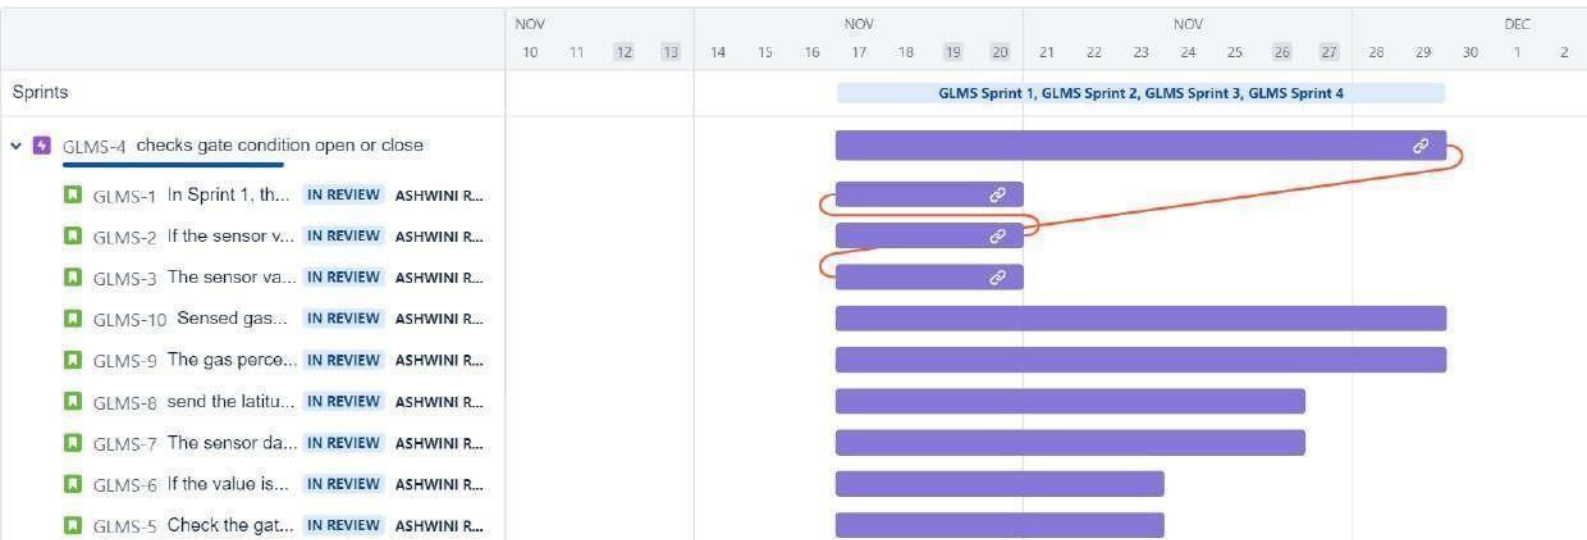 NOV NOV NOV DEC
10 11 12 13 14 15 16 17 18 19 20 21 22 23 24 25 26 27 28 29 30 1 2
Sprints GLMS Sprint 1, GLMS Sprint 2, GLMS Sprint 3, GLMS Sprint 4
GLMS-4 checks gate condition open or close
GLMS-1 In Sprint 1, th... IN REVIEW ASHWINI R...
GLMS-2 If the sensor v... IN REVIEW ASHWINI R...
GLMS-3 The sensor va... IN REVIEW ASHWINI R...
GLMS-10 Sensed gas... IN REVIEW ASHWINI R...
GLMS-9 The gas perce... IN REVIEW ASHWINI R...
GLMS-8 send the latitu... IN REVIEW ASHWINI R...
GLMS-7 The sensor da... IN REVIEW ASHWINI R...
GLMS-6 If the value is... IN REVIEW ASHWINI R...
GLMS-5 Check the gat... IN REVIEW ASHWINI R...